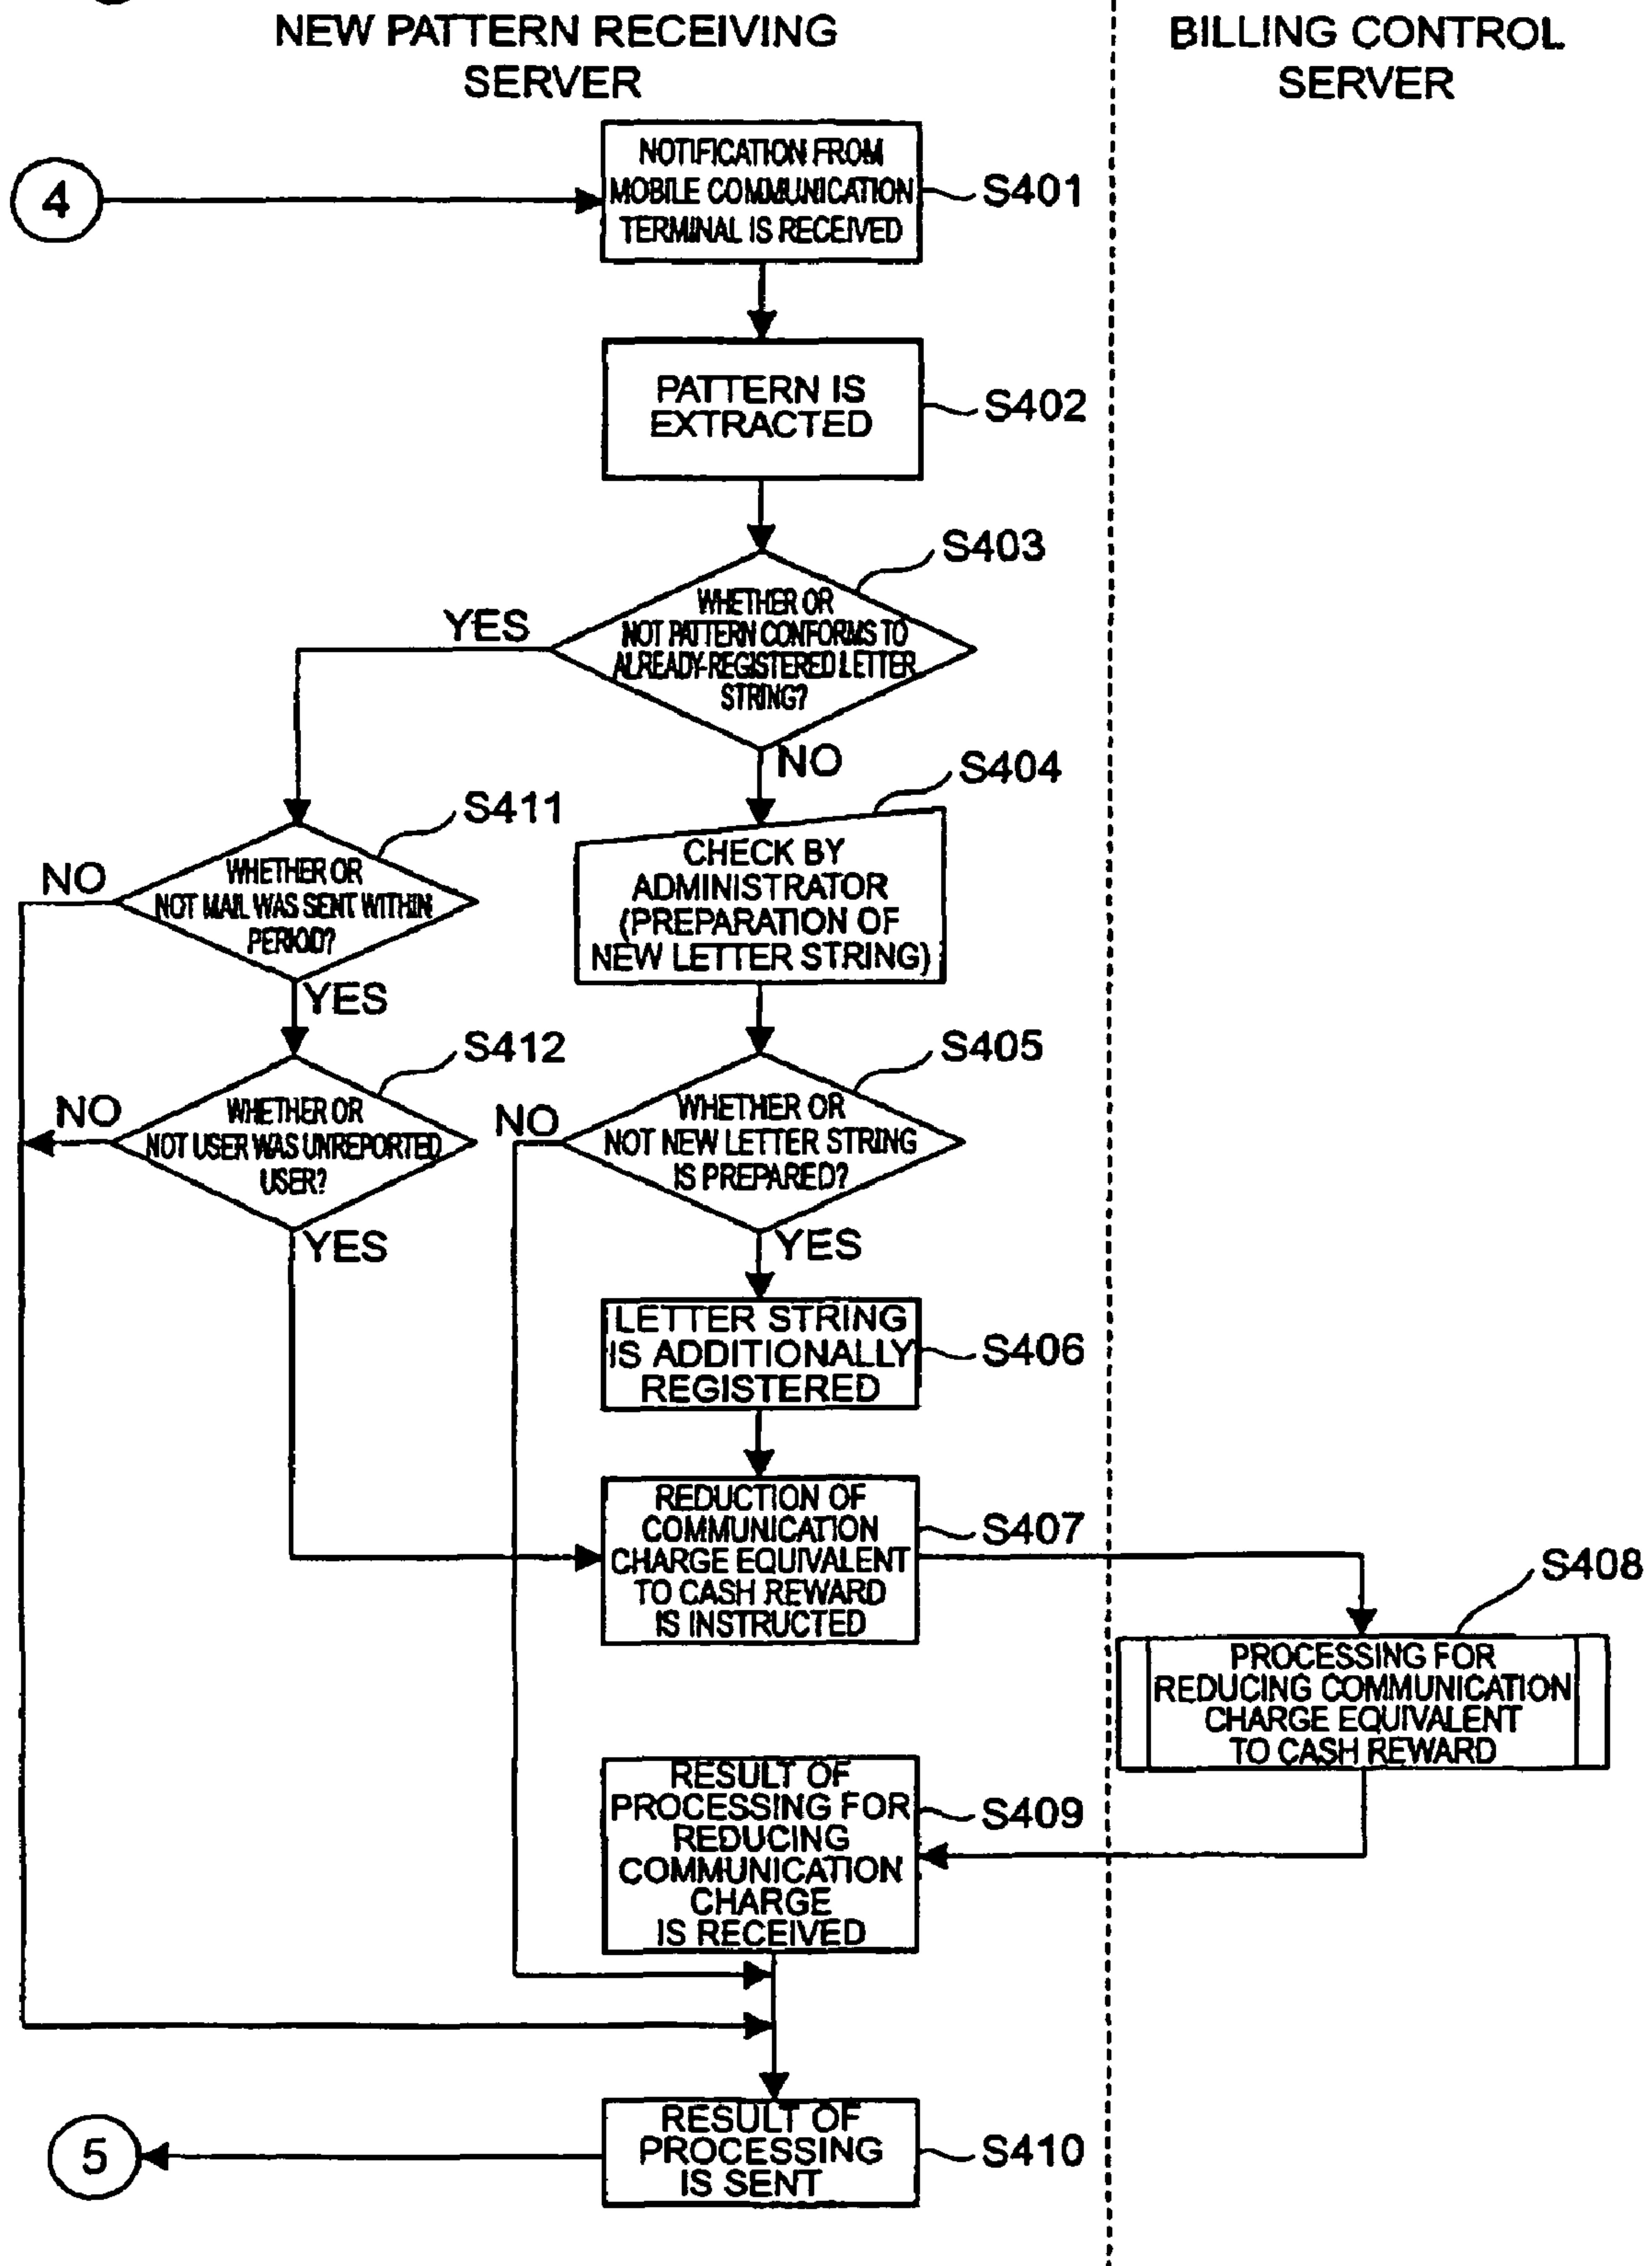 NEW PATTERN RECEIVING
SERVER
BILLING CONTROL
SERVER
4
NOTIFICATION FROM
MOBILE COMMUNICATION
TERMINAL IS RECEIVED
S401
PATTERN IS
EXTRACTED
S402
S403
WHETHER OR
NOT PATTERN CONFORMS TO
ALREADY-REGISTERED LETTER
STRING?
YES
NO
S404
CHECK BY
ADMINISTRATOR
(PREPARATION OF
NEW LETTER STRING)
S411
WHETHER OR
NOT MAIL WAS SENT WITHIN
PERIOD?
NO
YES
S412
WHETHER OR
NOT USER WAS UNREPORTED
USER?
NO
YES
S405
WHETHER OR
NOT NEW LETTER STRING
IS PREPARED?
NO
YES
LETTER STRING
IS ADDITIONALLY
REGISTERED
S406
REDUCTION OF
COMMUNICATION
CHARGE EQUIVALENT
TO CASH REWARD
IS INSTRUCTED
S407
S408
PROCESSING FOR
REDUCING COMMUNICATION
CHARGE EQUIVALENT
TO CASH REWARD
RESULT OF
PROCESSING FOR
REDUCING
COMMUNICATION
CHARGE
IS RECEIVED
S409
RESULT OF
PROCESSING
IS SENT
S410
5